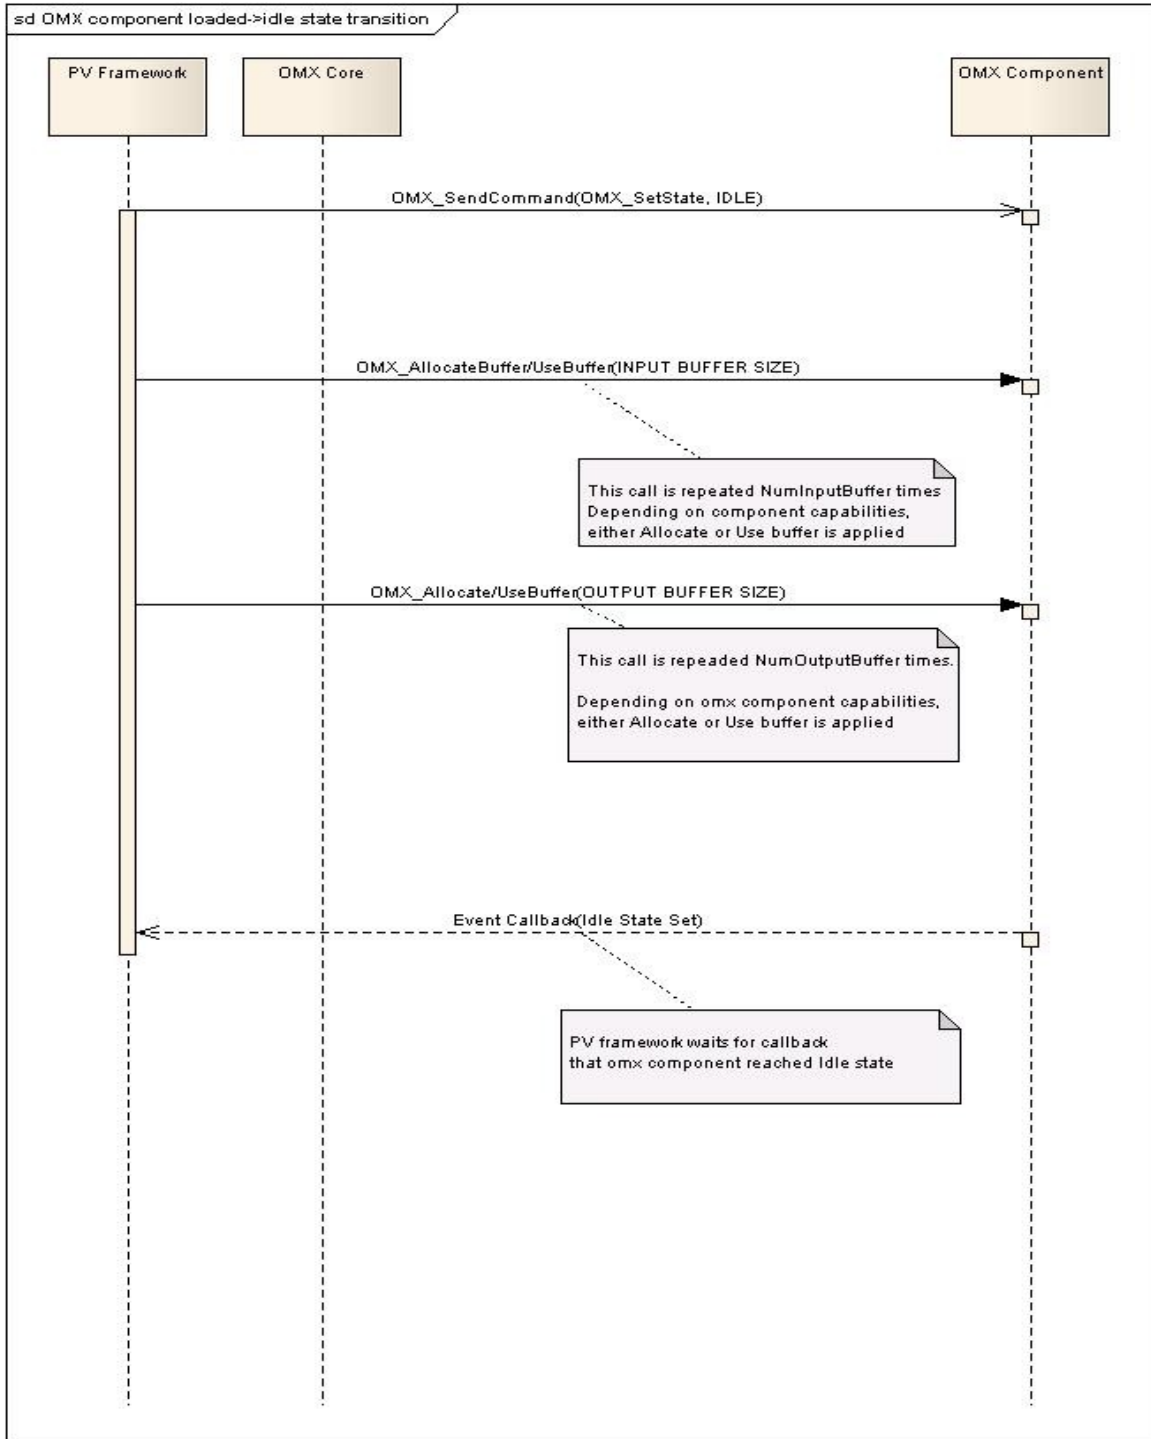 sd OMX component loaded->idle state transition
PV Framework
OMX Core
OMX Component
OMX_SendCommand(OMX_SetState, IDLE)
OMX_AllocateBuffer/UseBuffer(INPUT BUFFER SIZE)
This call is repeated NumInputBuffer times
Depending on component capabilities,
either Allocate or Use buffer is applied
OMX_Allocate/UseBuffer(OUTPUT BUFFER SIZE)
This call is repeaded NumOutputBuffer times.
Depending on omx component capabilities,
either Allocate or Use buffer is applied
Event Callback(Idle State Set)
PV framework waits for callback
that omx component reached Idle state